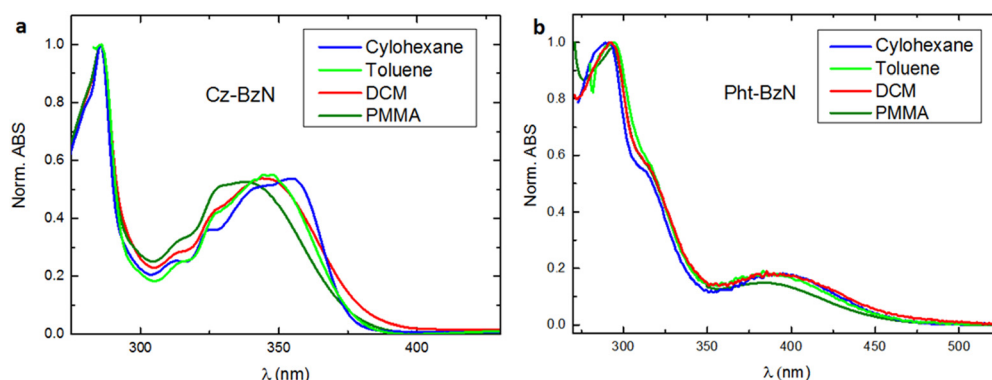 a
Cylohexane
Toluene
DCM
PMMA
Cz-BzN
Norm. ABS
1.0
0.8
0.6
0.4
0.2
0.0
300
350
400
λ (nm)
b
Cylohexane
Toluene
DCM
PMMA
Pht-BzN
Norm. ABS
1.0
0.8
0.6
0.4
0.2
0.0
300
350
400
450
500
λ (nm)